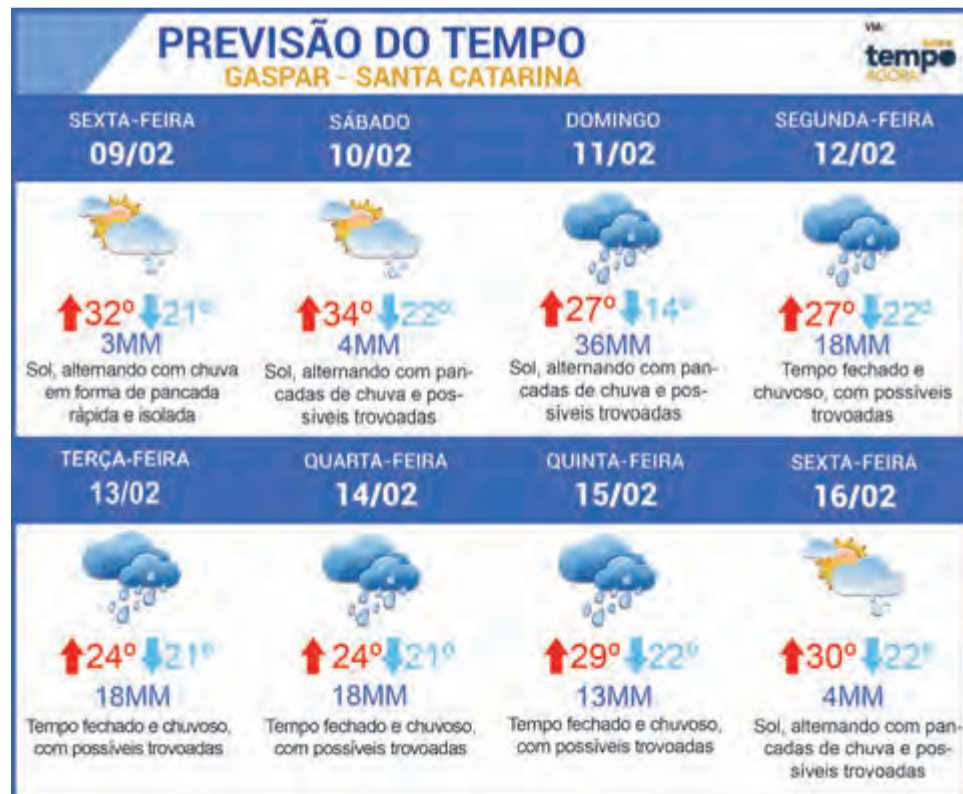 PREVISÃO DO TEMPO
GASPAR - SANTA CATARINA
VIA:
tempo
AGORA
SEXTA-FEIRA
09/02
SÁBADO
10/02
DOMINGO
11/02
SEGUNDA-FEIRA
12/02
32º 21º
3MM
Sol, alternando com chuva
em forma de pancada
rápida e isolada
34º 22º
4MM
Sol, alternando com pan-
cadas de chuva e pos-
síveis trovoadas
27º 14º
36MM
Sol, alternando com pan-
cadas de chuva e pos-
síveis trovoadas
27º 22º
18MM
Tempo fechado e
chuvoso, com possíveis
trovoadas
TERÇA-FEIRA
13/02
QUARTA-FEIRA
14/02
QUINTA-FEIRA
15/02
SEXTA-FEIRA
16/02
24º 21º
18MM
Tempo fechado e chuvoso,
com possíveis trovoadas
24º 21º
18MM
Tempo fechado e chuvoso,
com possíveis trovoadas
29º 22º
13MM
Tempo fechado e chuvoso,
com possíveis trovoadas
30º 22º
4MM
Sol, alternando com pan-
cadas de chuva e pos-
síveis trovoadas